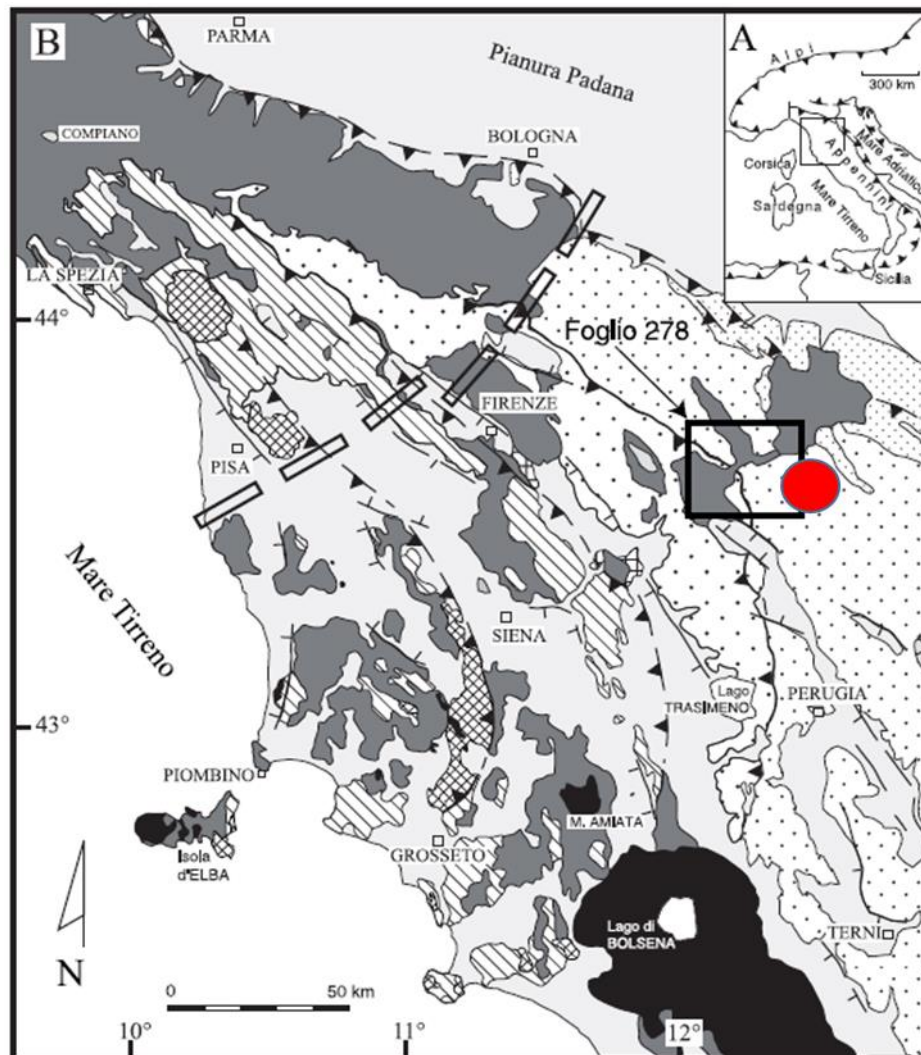 B
PARMA
Pianura Padana
A
Alpi
300 km
Corsica
Sardegna
Appennini
Mare Adriatico
Mare Tirreno
Sicilia
COMPIANO
BOLOGNA
LA SPEZIA
44°
Foglio 278
FIRENZE
PISA
Mare Tirreno
SIENA
Lago
TRASIMENO
PERUGIA
43°
PIOMBINO
M. AMIATA
Isola
d'ELBA
GROSSETO
Lago di
BOLSENA
TERNI
N
0 50 km
10° 11° 12°